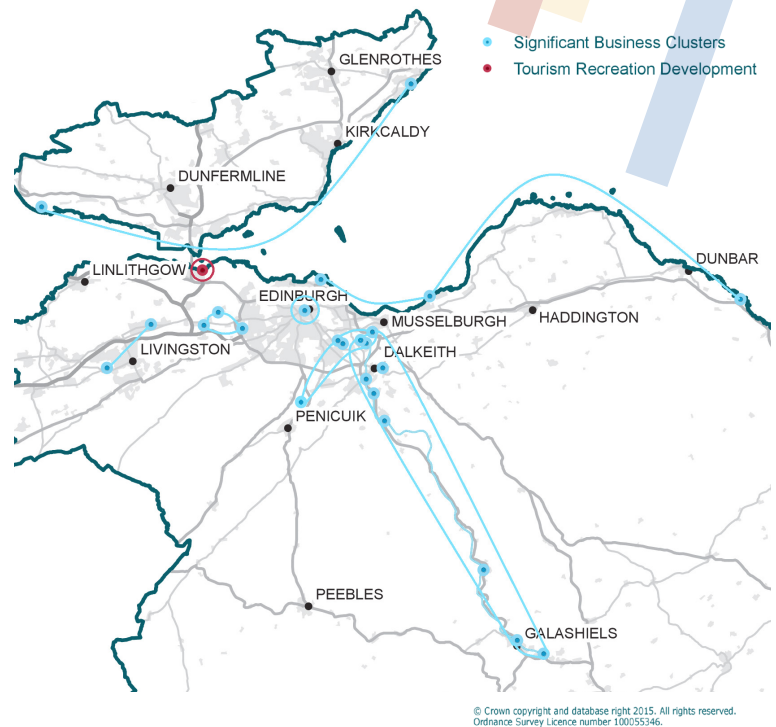 Significant Business Clusters
Tourism Recreation Development
GLENROTHES
KIRKCALDY
DUNFERMLINE
DUNBAR
LINLITHGOW
EDINBURGH
HADDINGTON
MUSSELBURGH
LIVINGSTON
DALKEITH
PENICUIK
PEEBLES
GALASHIELS
© Crown copyright and database right 2015. All rights reserved.
Ordnance Survey Licence number 100055346.